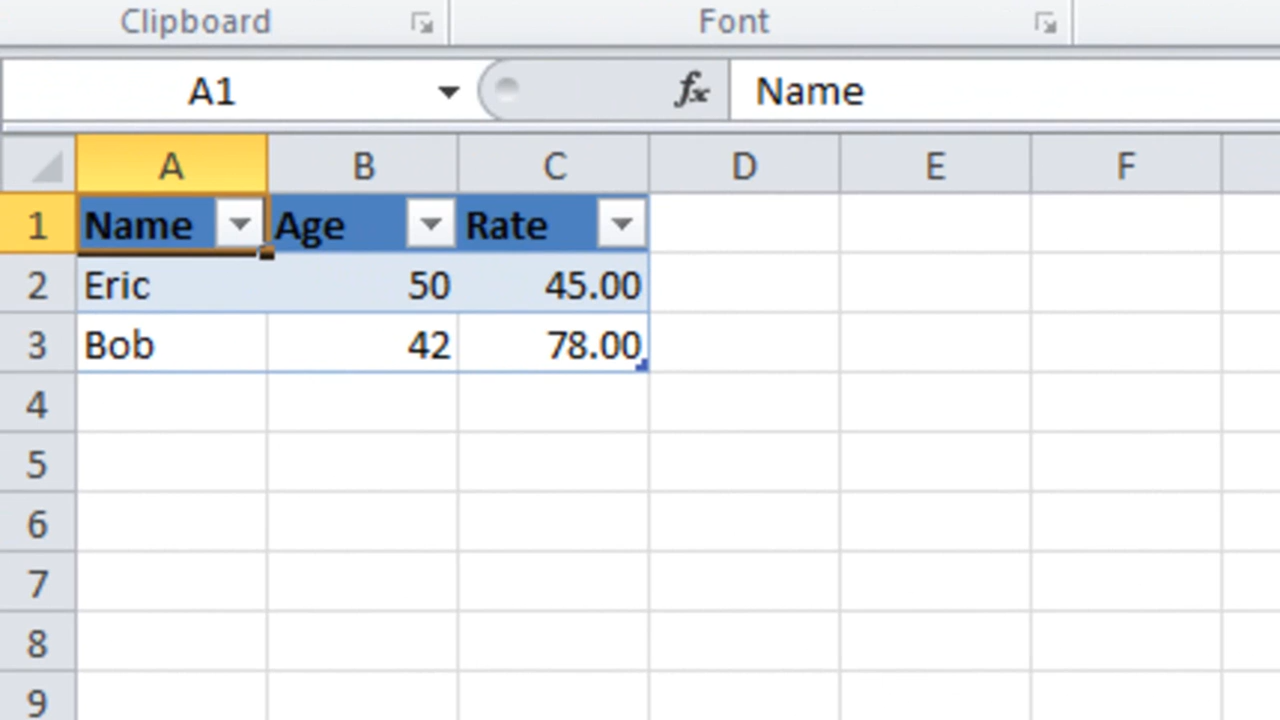 Clipboard Font
A1 fx Name
A B C D E F
1 Name Age Rate
2 Eric 50 45.00
3 Bob 42 78.00
4
5
6
7
8
9